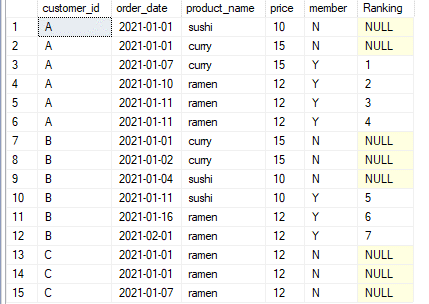 customer_id order_date product_name price member Ranking
1 A 2021-01-01 sushi 10 N NULL
2 A 2021-01-01 curry 15 N NULL
3 A 2021-01-07 curry 15 Y 1
4 A 2021-01-10 ramen 12 Y 2
5 A 2021-01-11 ramen 12 Y 3
6 A 2021-01-11 ramen 12 Y 4
7 B 2021-01-01 curry 15 N NULL
8 B 2021-01-02 curry 15 N NULL
9 B 2021-01-04 sushi 10 N NULL
10 B 2021-01-11 sushi 10 Y 5
11 B 2021-01-16 ramen 12 Y 6
12 B 2021-02-01 ramen 12 Y 7
13 C 2021-01-01 ramen 12 N NULL
14 C 2021-01-01 ramen 12 N NULL
15 C 2021-01-07 ramen 12 N NULL